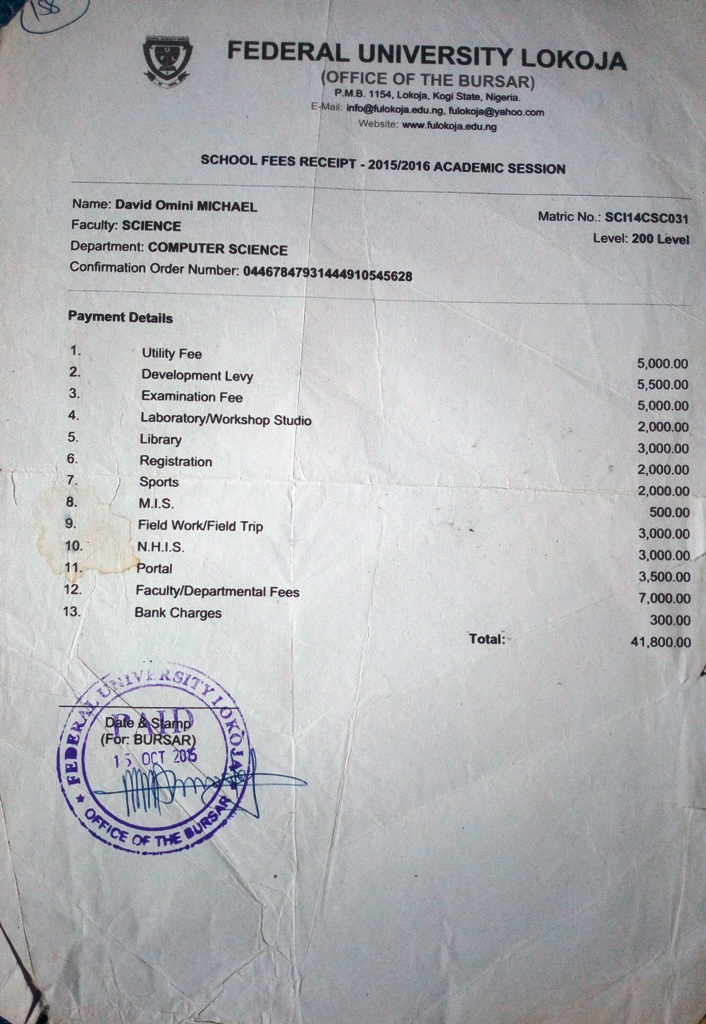 158
FEDERAL UNIVERSITY LOKOJA
(OFFICE OF THE BURSAR)
P.M.B. 1154, Lokoja, Kogi State, Nigeria.
E-Mail: info@fulokoja.edu.ng, fulokoja@yahoo.com
Website: www.fulokoja.edu.ng
SCHOOL FEES RECEIPT - 2015/2016 ACADEMIC SESSION
Name: David Omini MICHAEL
Matric No.: SCI14CSC031
Faculty: SCIENCE
Level: 200 Level
Department: COMPUTER SCIENCE
Confirmation Order Number: 04467847931444910545628
Payment Details
1. Utility Fee 5,000.00
2. Development Levy 5,500.00
3. Examination Fee 5,000.00
4. Laboratory/Workshop Studio 2,000.00
5. Library 3,000.00
6. Registration 2,000.00
7. Sports 2,000.00
8. M.I.S. 500.00
9. Field Work/Field Trip 3,000.00
10. N.H.I.S. 3,000.00
11. Portal 3,500.00
12. Faculty/Departmental Fees 7,000.00
13. Bank Charges 300.00
Total: 41,800.00
FEDERAL UNIVERSITY LOKOJA
PAID
Date & Stamp
(For: BURSAR)
15 OCT 2015
OFFICE OF THE BURSAR